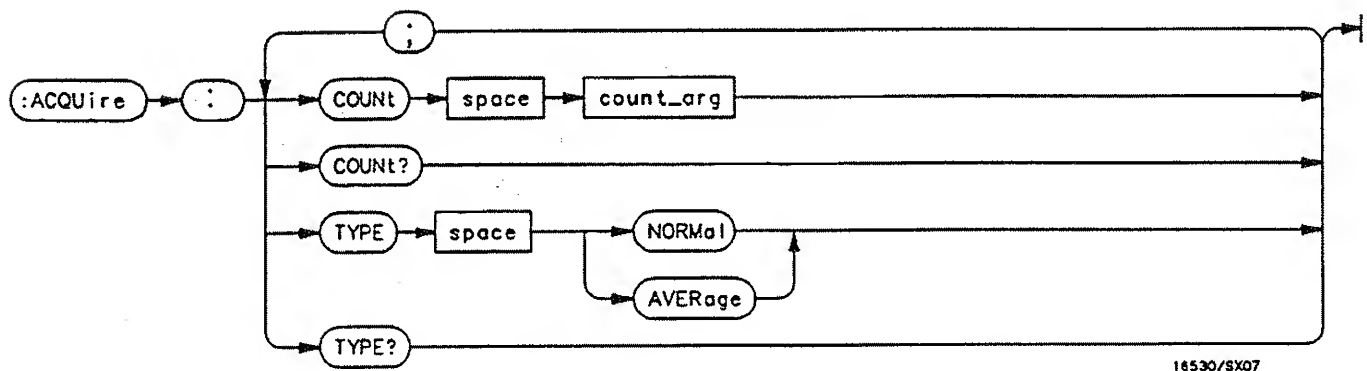 ;
:ACQUire : COUNt space count_arg
COUNt?
TYPE space NORMal
AVERage
TYPE?
16530/SX07